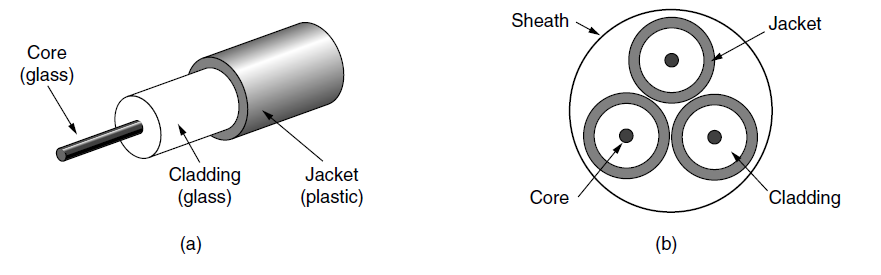 Core
(glass)
Cladding
(glass)
Jacket
(plastic)
(a)
Sheath
Jacket
Core
Cladding
(b)